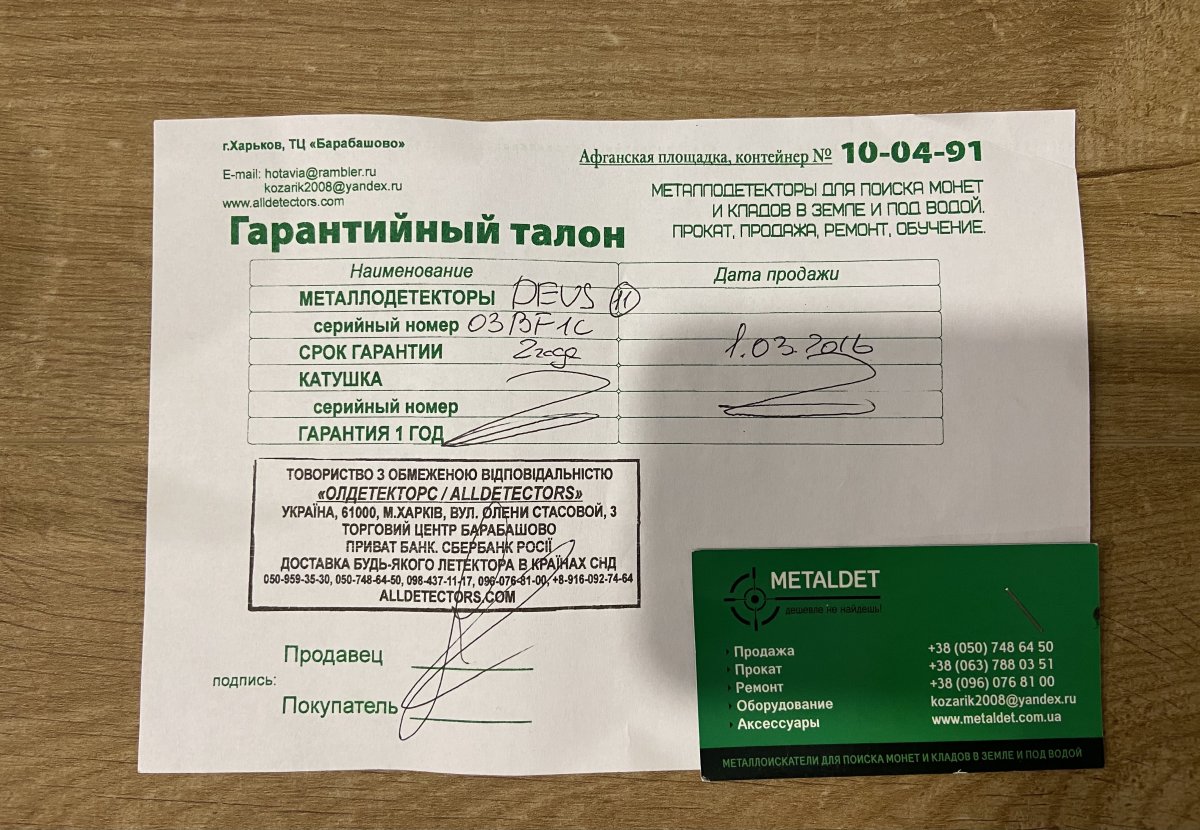 г.Харьков, ТЦ «Барабашово»
E-mail: hotavia@rambler.ru
kozarik2008@yandex.ru
www.alldetectors.com
Афганская площадка, контейнер № 10-04-91
МЕТАЛЛОДЕТЕКТОРЫ ДЛЯ ПОИСКА МОНЕТ
И КЛАДОВ В ЗЕМЛЕ И ПОД ВОДОЙ.
ПРОКАТ, ПРОДАЖА, РЕМОНТ, ОБУЧЕНИЕ.
Гарантийный талон
Наименование Дата продажи
МЕТАЛЛОДЕТЕКТОРЫ DEUS 11
серийный номер 03BF1C
СРОК ГАРАНТИИ 2 года 1.03.2016
КАТУШКА
серийный номер
ГАРАНТИЯ 1 ГОД
ТОВОРИСТВО З ОБМЕЖЕНОЮ ВІДПОВІДАЛЬНІСТЮ
«ОЛДЕТЕКТОРС / ALLDETECTORS»
УКРАЇНА, 61000, М.ХАРКІВ, ВУЛ. ОЛЕНИ СТАСОВОЙ, 3
ТОРГОВИЙ ЦЕНТР БАРАБАШОВО
ПРИВАТ БАНК. СБЕРБАНК РОСІЇ
ДОСТАВКА БУДЬ-ЯКОГО ЛЕТЕКТОРА В КРАЇНАХ СНД
050-959-35-30, 050-748-64-50, 098-437-11-17, 096-076-81-00, +8-916-092-74-64
ALLDETECTORS.COM
Продавец
подпись:
Покупатель
METALDET
дешевле не найдешь!
Продажа
Прокат
Ремонт
Оборудование
Аксессуары
+38 (050) 748 64 50
+38 (063) 788 03 51
+38 (096) 076 81 00
kozarik2008@yandex.ru
www.metaldet.com.ua
МЕТАЛЛОИСКАТЕЛИ ДЛЯ ПОИСКА МОНЕТ И КЛАДОВ В ЗЕМЛЕ И ПОД ВОДОЙ